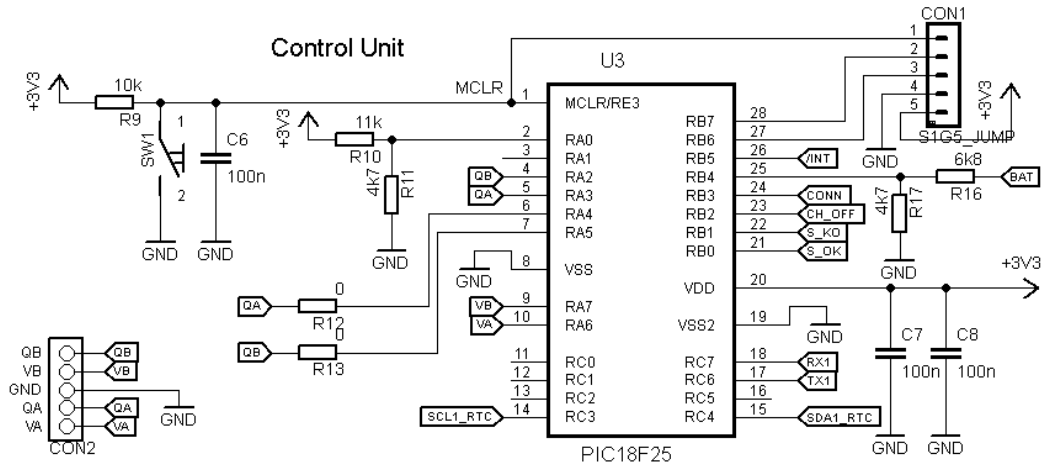 Control Unit
CON1
+3V3
10k
R9
SW1
1
2
C6
100n
GND
GND
MCLR
+3V3
11k
R10
4k7
R11
GND
U3
PIC18F25
1
MCLR/RE3
2
RA0
3
RA1
QB
4
RA2
QA
5
RA3
6
RA4
7
RA5
GND
8
VSS
VB
9
RA7
VA
10
RA6
11
RC0
12
RC1
13
RC2
SCL1_RTC
14
RC3
RB7
28
RB6
27
RB5
26
/INT
RB4
25
RB3
24
CONN
RB2
23
CH_OFF
RB1
22
S_KO
RB0
21
S_OK
VDD
20
+3V3
VSS2
19
GND
RC7
18
RX1
RC6
17
TX1
RC5
16
RC4
15
SDA1_RTC
1
2
3
4
5
+3V3
S1G5_JUMP
GND
6k8
R16
BAT
4k7
R17
GND
C7
100n
GND
C8
100n
GND
QA
0
R12
QB
0
R13
QB
QB
VB
VB
GND
GND
QA
QA
VA
VA
CON2